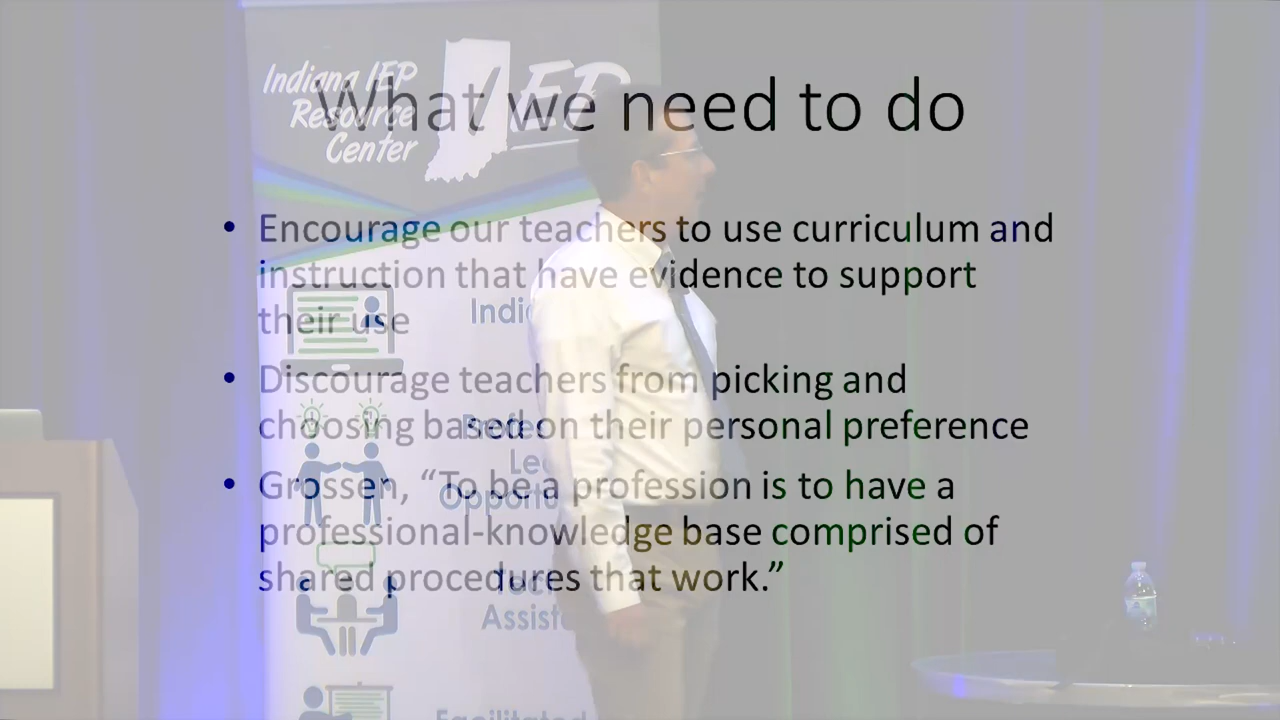 Indiana IEP
Resource
Center
IEP
What we need to do
• Encourage our teachers to use curriculum and
instruction that have evidence to support
their use
• Discourage teachers from picking and
choosing based on their personal preference
• Grossen, “To be a profession is to have a
professional-knowledge base comprised of
shared procedures that work.”
Facilitated